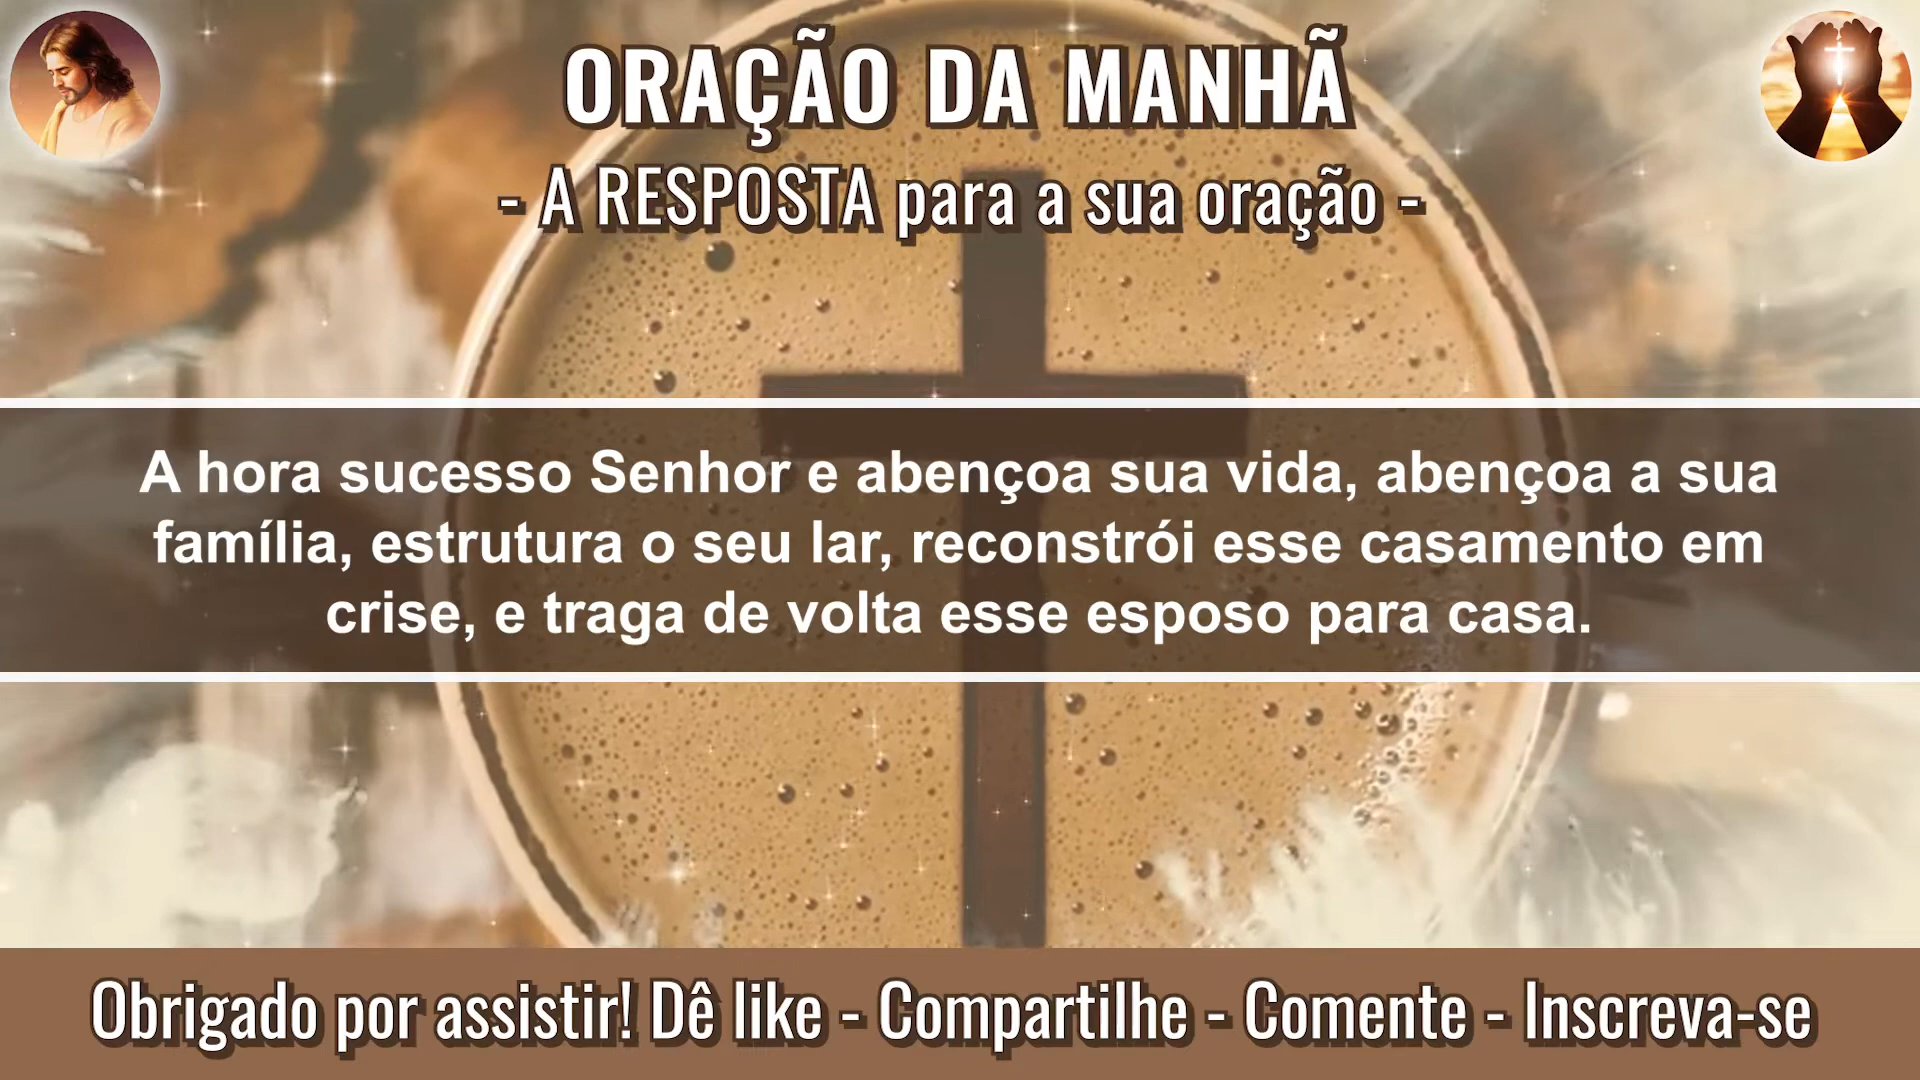 ORAÇÃO DA MANHÃ
- A RESPOSTA para a sua oração -
A hora sucesso Senhor e abençoa sua vida, abençoa a sua
família, estrutura o seu lar, reconstrói esse casamento em
crise, e traga de volta esse esposo para casa.
Obrigado por assistir! Dê like - Compartilhe - Comente - Inscreva-se